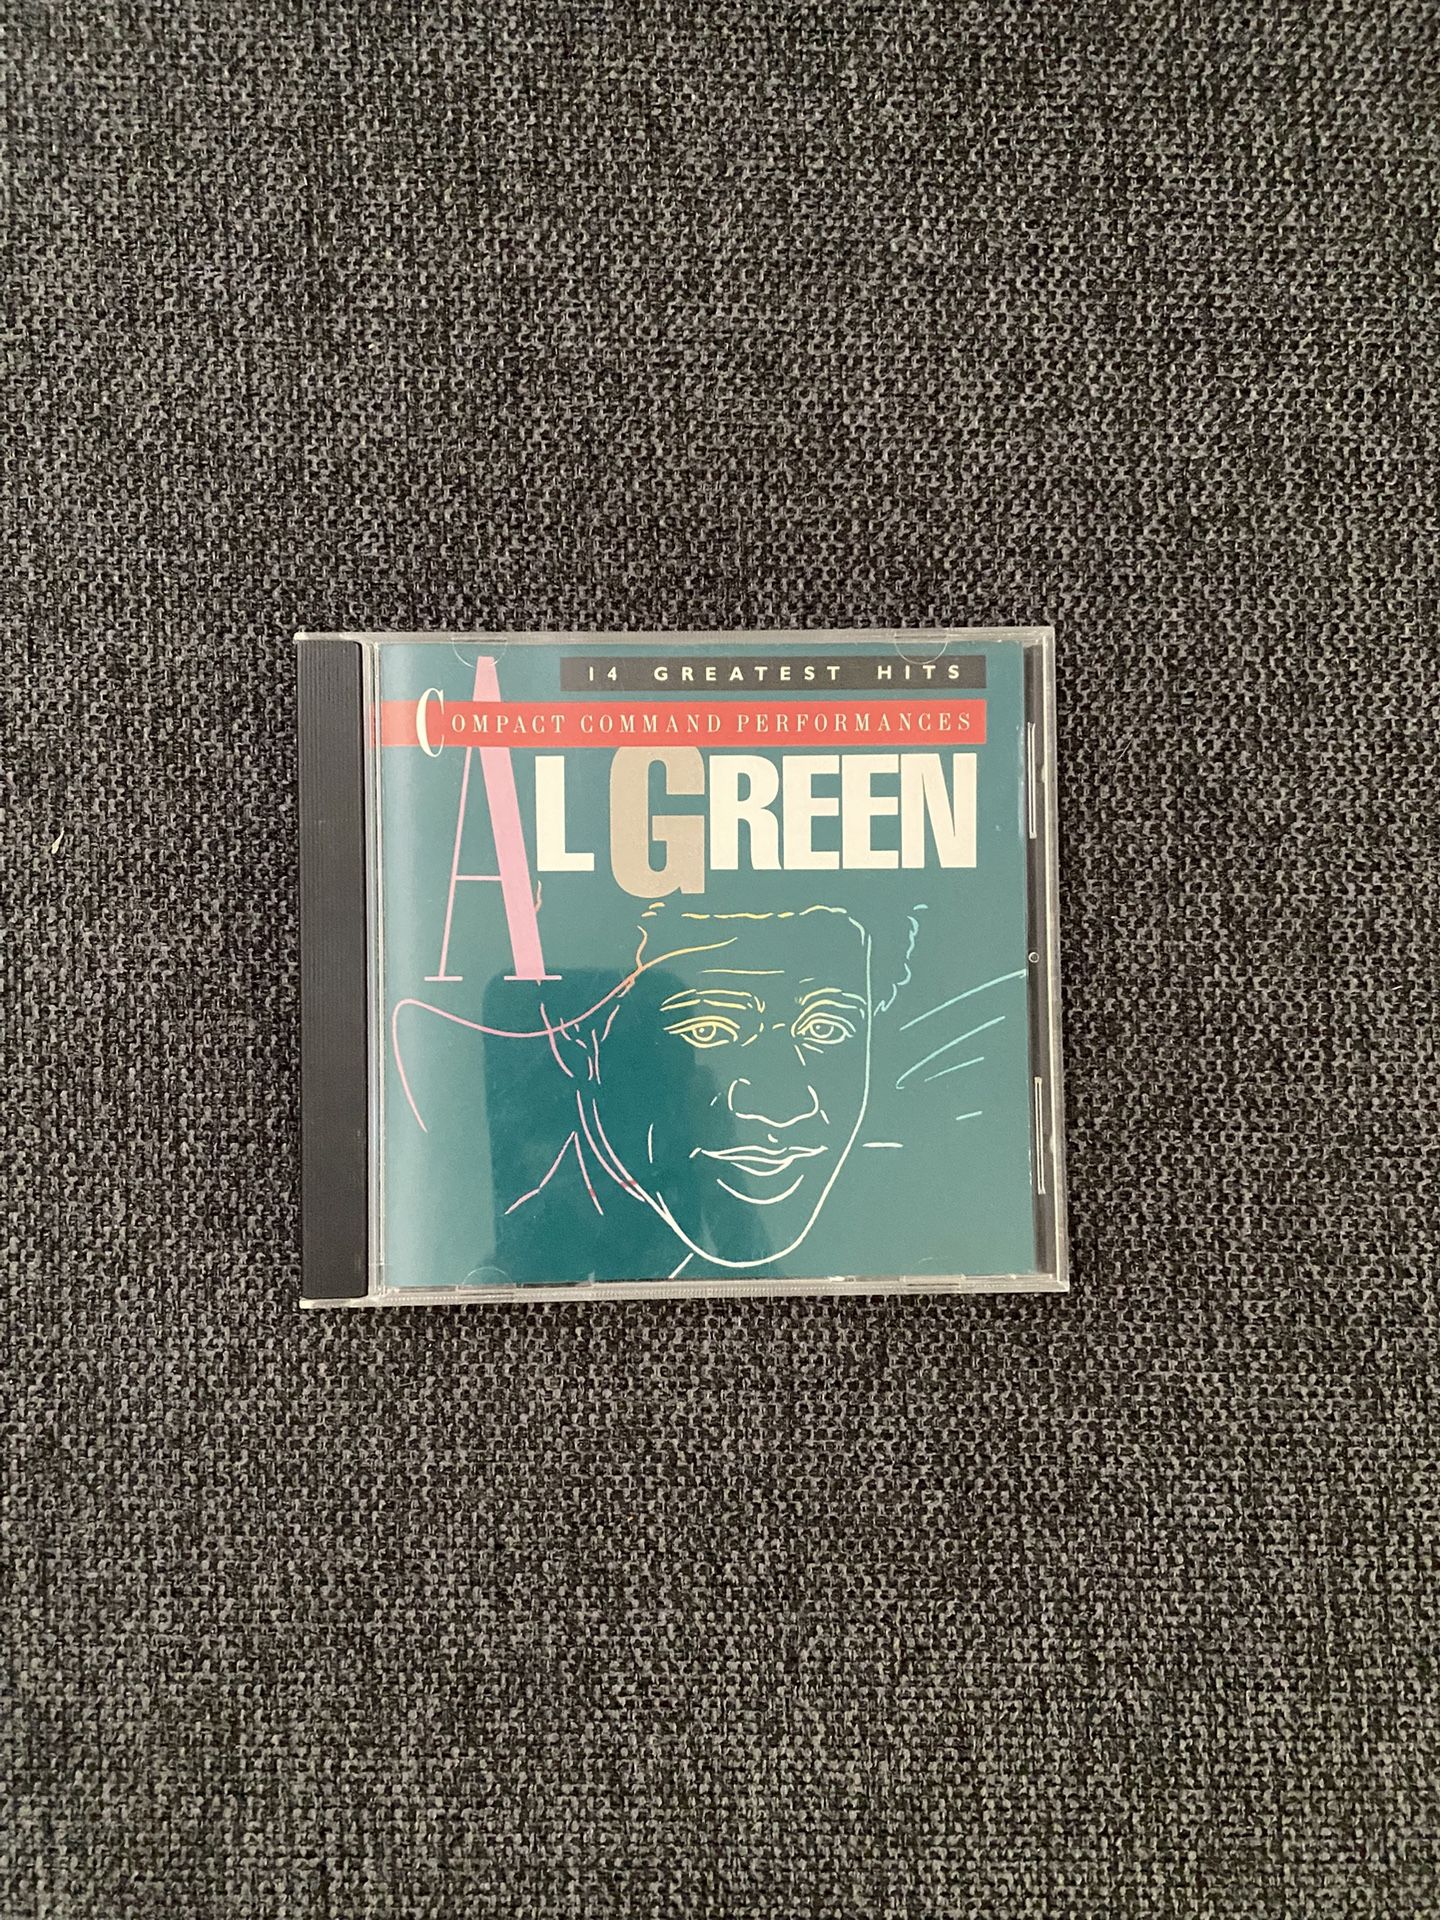 14 GREATEST HITS
COMPACT COMMAND PERFORMANCES
AL GREEN